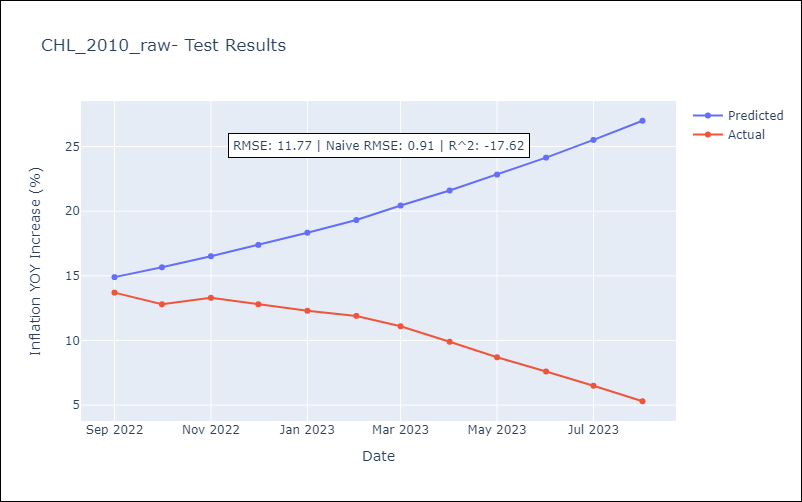 CHL_2010_raw- Test Results
Predicted
Actual
RMSE: 11.77 | Naive RMSE: 0.91 | R^2: -17.62
Inflation YOY Increase (%)
25
20
15
10
5
Sep 2022 Nov 2022 Jan 2023 Mar 2023 May 2023 Jul 2023
Date